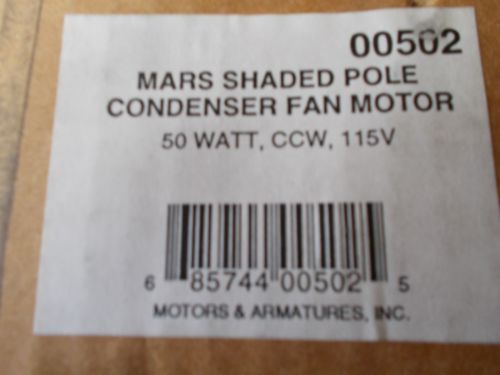 00502
MARS SHADED POLE
CONDENSER FAN MOTOR
50 WATT, CCW, 115V
6 85744 00502 5
MOTORS & ARMATURES, INC.